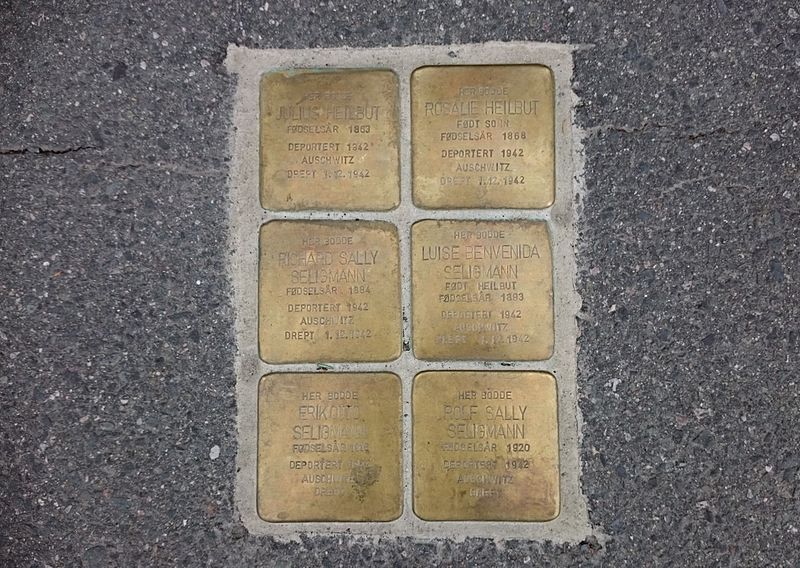 HER BODDE
JULIUS HEILBUT
FØDSELSÅR 1863
DEPORTERT 1942
AUSCHWITZ
DREPT 1.12.1942
HER BODDE
ROSALIE HEILBUT
FØDT SONN
FØDSELSÅR 1868
DEPORTERT 1942
AUSCHWITZ
DREPT 1.12.1942
HER BODDE
RICHARD SALLY
SELIGMANN
FØDSELSÅR 1884
DEPORTERT 1942
AUSCHWITZ
DREPT 1.12.1942
HER BODDE
LUISE BENVENIDA
SELIGMANN
FØDT HEILBUT
FØDSELSÅR 1893
DEPORTERT 1942
AUSCHWITZ
DREPT 1.12.1942
HER BODDE
ERIK OTTO
SELIGMANN
FØDSELSÅR
DEPORTERT
AUSCHWITZ
DREPT
HER BODDE
ROLF SALLY
SELIGMANN
FØDSELSÅR 1920
DEPORTERT 1942
AUSCHWITZ
DREPT